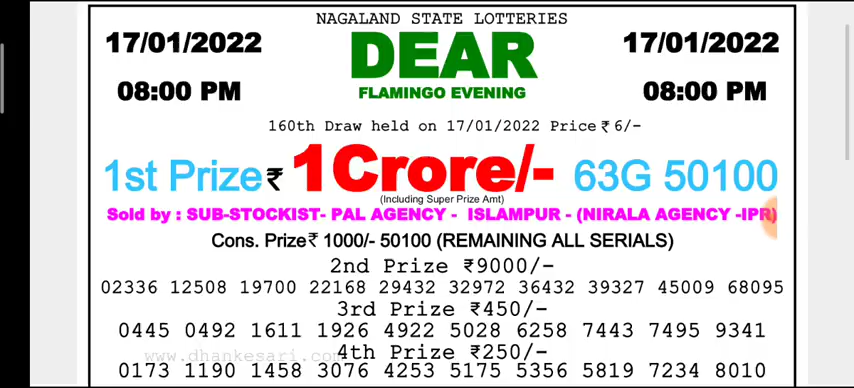 NAGALAND STATE LOTTERIES
17/01/2022 DEAR 17/01/2022
08:00 PM FLAMINGO EVENING 08:00 PM
160th Draw held on 17/01/2022 Price ₹ 6/-
1st Prize ₹ 1Crore/- 63G 50100
(Including Super Prize Amt)
Sold by : SUB-STOCKIST- PAL AGENCY - ISLAMPUR - (NIRALA AGENCY -IPR)
Cons. Prize₹ 1000/- 50100 (REMAINING ALL SERIALS)
2nd Prize ₹9000/-
02336 12508 19700 22168 29432 32972 36432 39327 45009 68095
3rd Prize ₹450/-
0445 0492 1611 1926 4922 5028 6258 7443 7495 9341
www.dhankesari.com
4th Prize ₹250/-
0173 1190 1458 3076 4253 5175 5356 5819 7234 8010